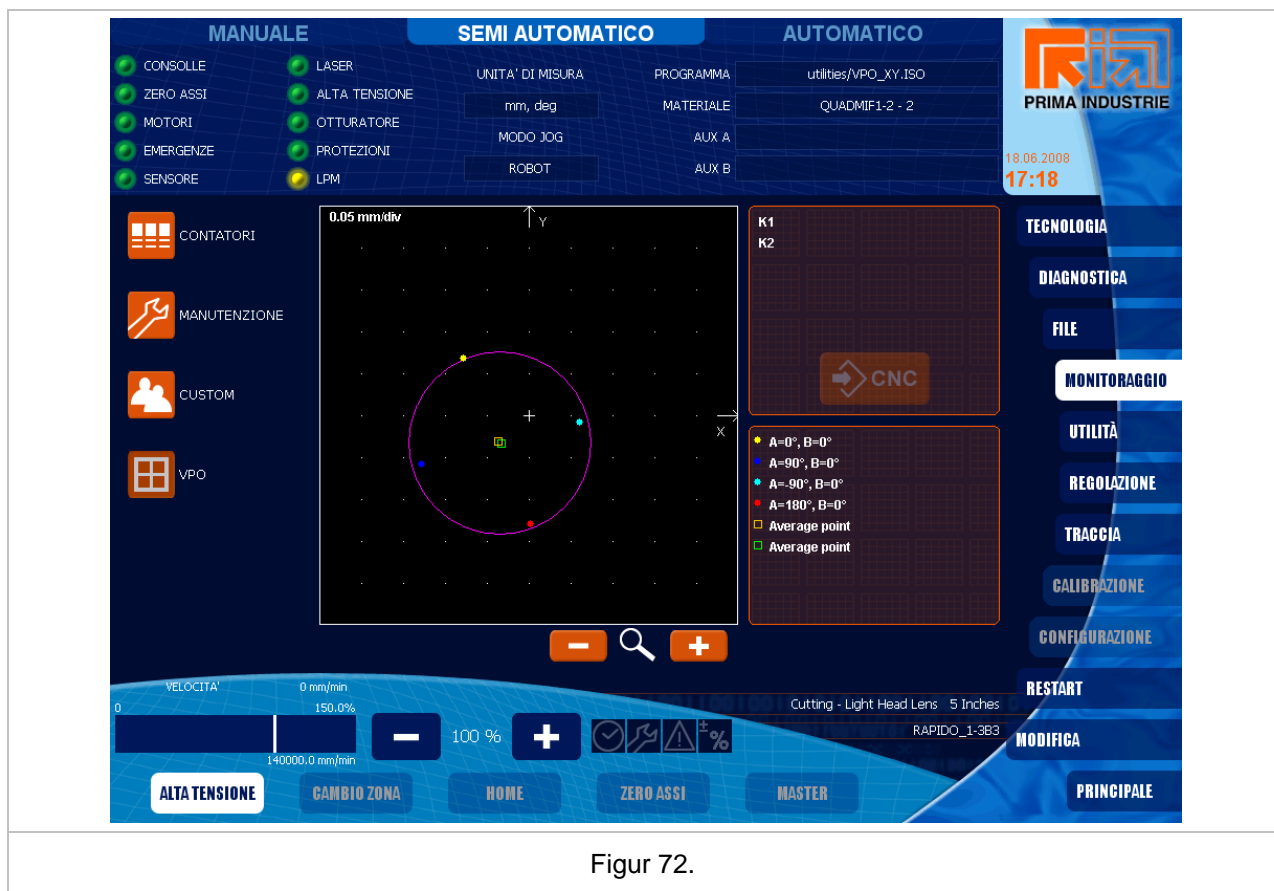 MANUALE
SEMI AUTOMATICO
AUTOMATICO
CONSOLLE
ZERO ASSI
MOTORI
EMERGENZE
SENSORE
LASER
ALTA TENSIONE
OTTURATORE
PROTEZIONI
LPM
UNITA' DI MISURA
mm, deg
MODO JOG
ROBOT
PROGRAMMA
utilities/VPO_XY.ISO
MATERIALE
QUADMIF1-2 - 2
AUX A
AUX B
PRIMA INDUSTRIE
18.06.2008
17:18
CONTATORI
MANUTENZIONE
CUSTOM
VPO
0.05 mm/div
Y
X
K1
K2
CNC
A=0°, B=0°
A=90°, B=0°
A=-90°, B=0°
A=180°, B=0°
Average point
Average point
TECNOLOGIA
DIAGNOSTICA
FILE
MONITORAGGIO
UTILITÀ
REGOLAZIONE
TRACCIA
CALIBRAZIONE
CONFIGURAZIONE
RESTART
MODIFICA
PRINCIPALE
VELOCITA'
0 mm/min
0
150.0%
140000.0 mm/min
100 %
±%
Cutting - Light Head Lens 5 Inches
RAPIDO_1-3B3
ALTA TENSIONE
CAMBIO ZONA
HOME
ZERO ASSI
MASTER
Figur 72.